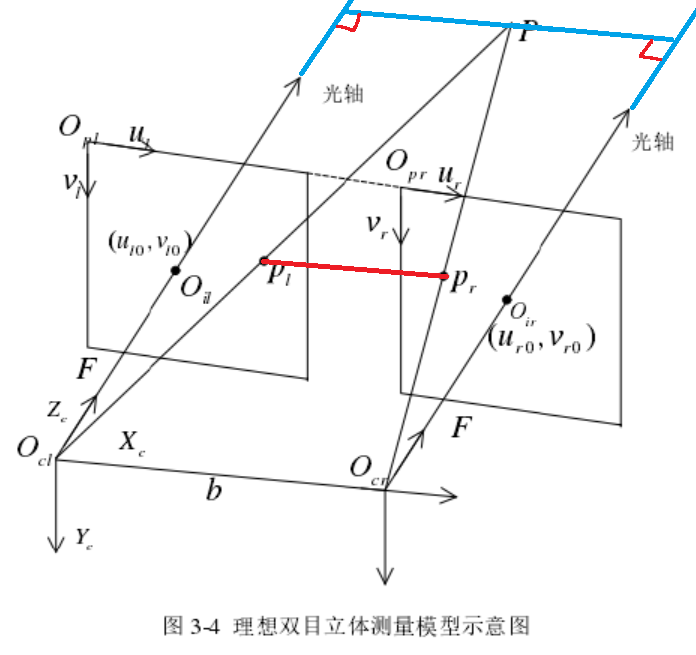 P
光轴
光轴
O_pl u_l
O_pr u_r
v_l
v_r
(u_l0, v_l0)
O_il
p_l
p_r
O_ir
(u_r0, v_r0)
F
F
Z_c
X_c
O_cl
O_cr
b
Y_c
图 3-4 理想双目立体测量模型示意图